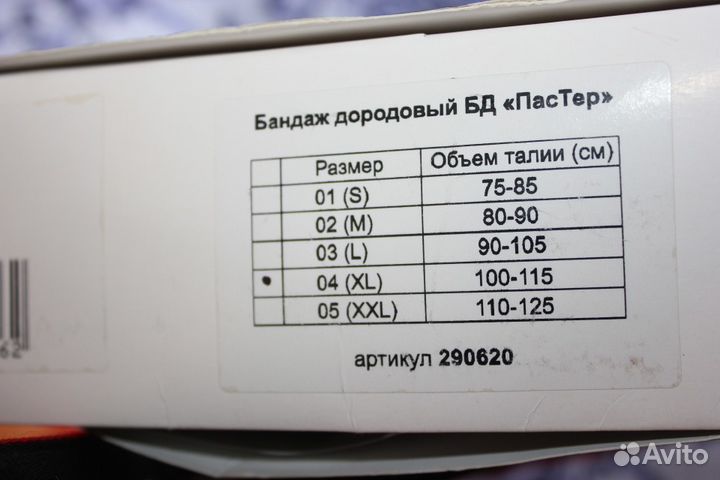 Бандаж дородовый БД «ПасТер»
Размер Объем талии (см)
01 (S) 75-85
02 (M) 80-90
03 (L) 90-105
• 04 (XL) 100-115
05 (XXL) 110-125
артикул 290620
62
Avito